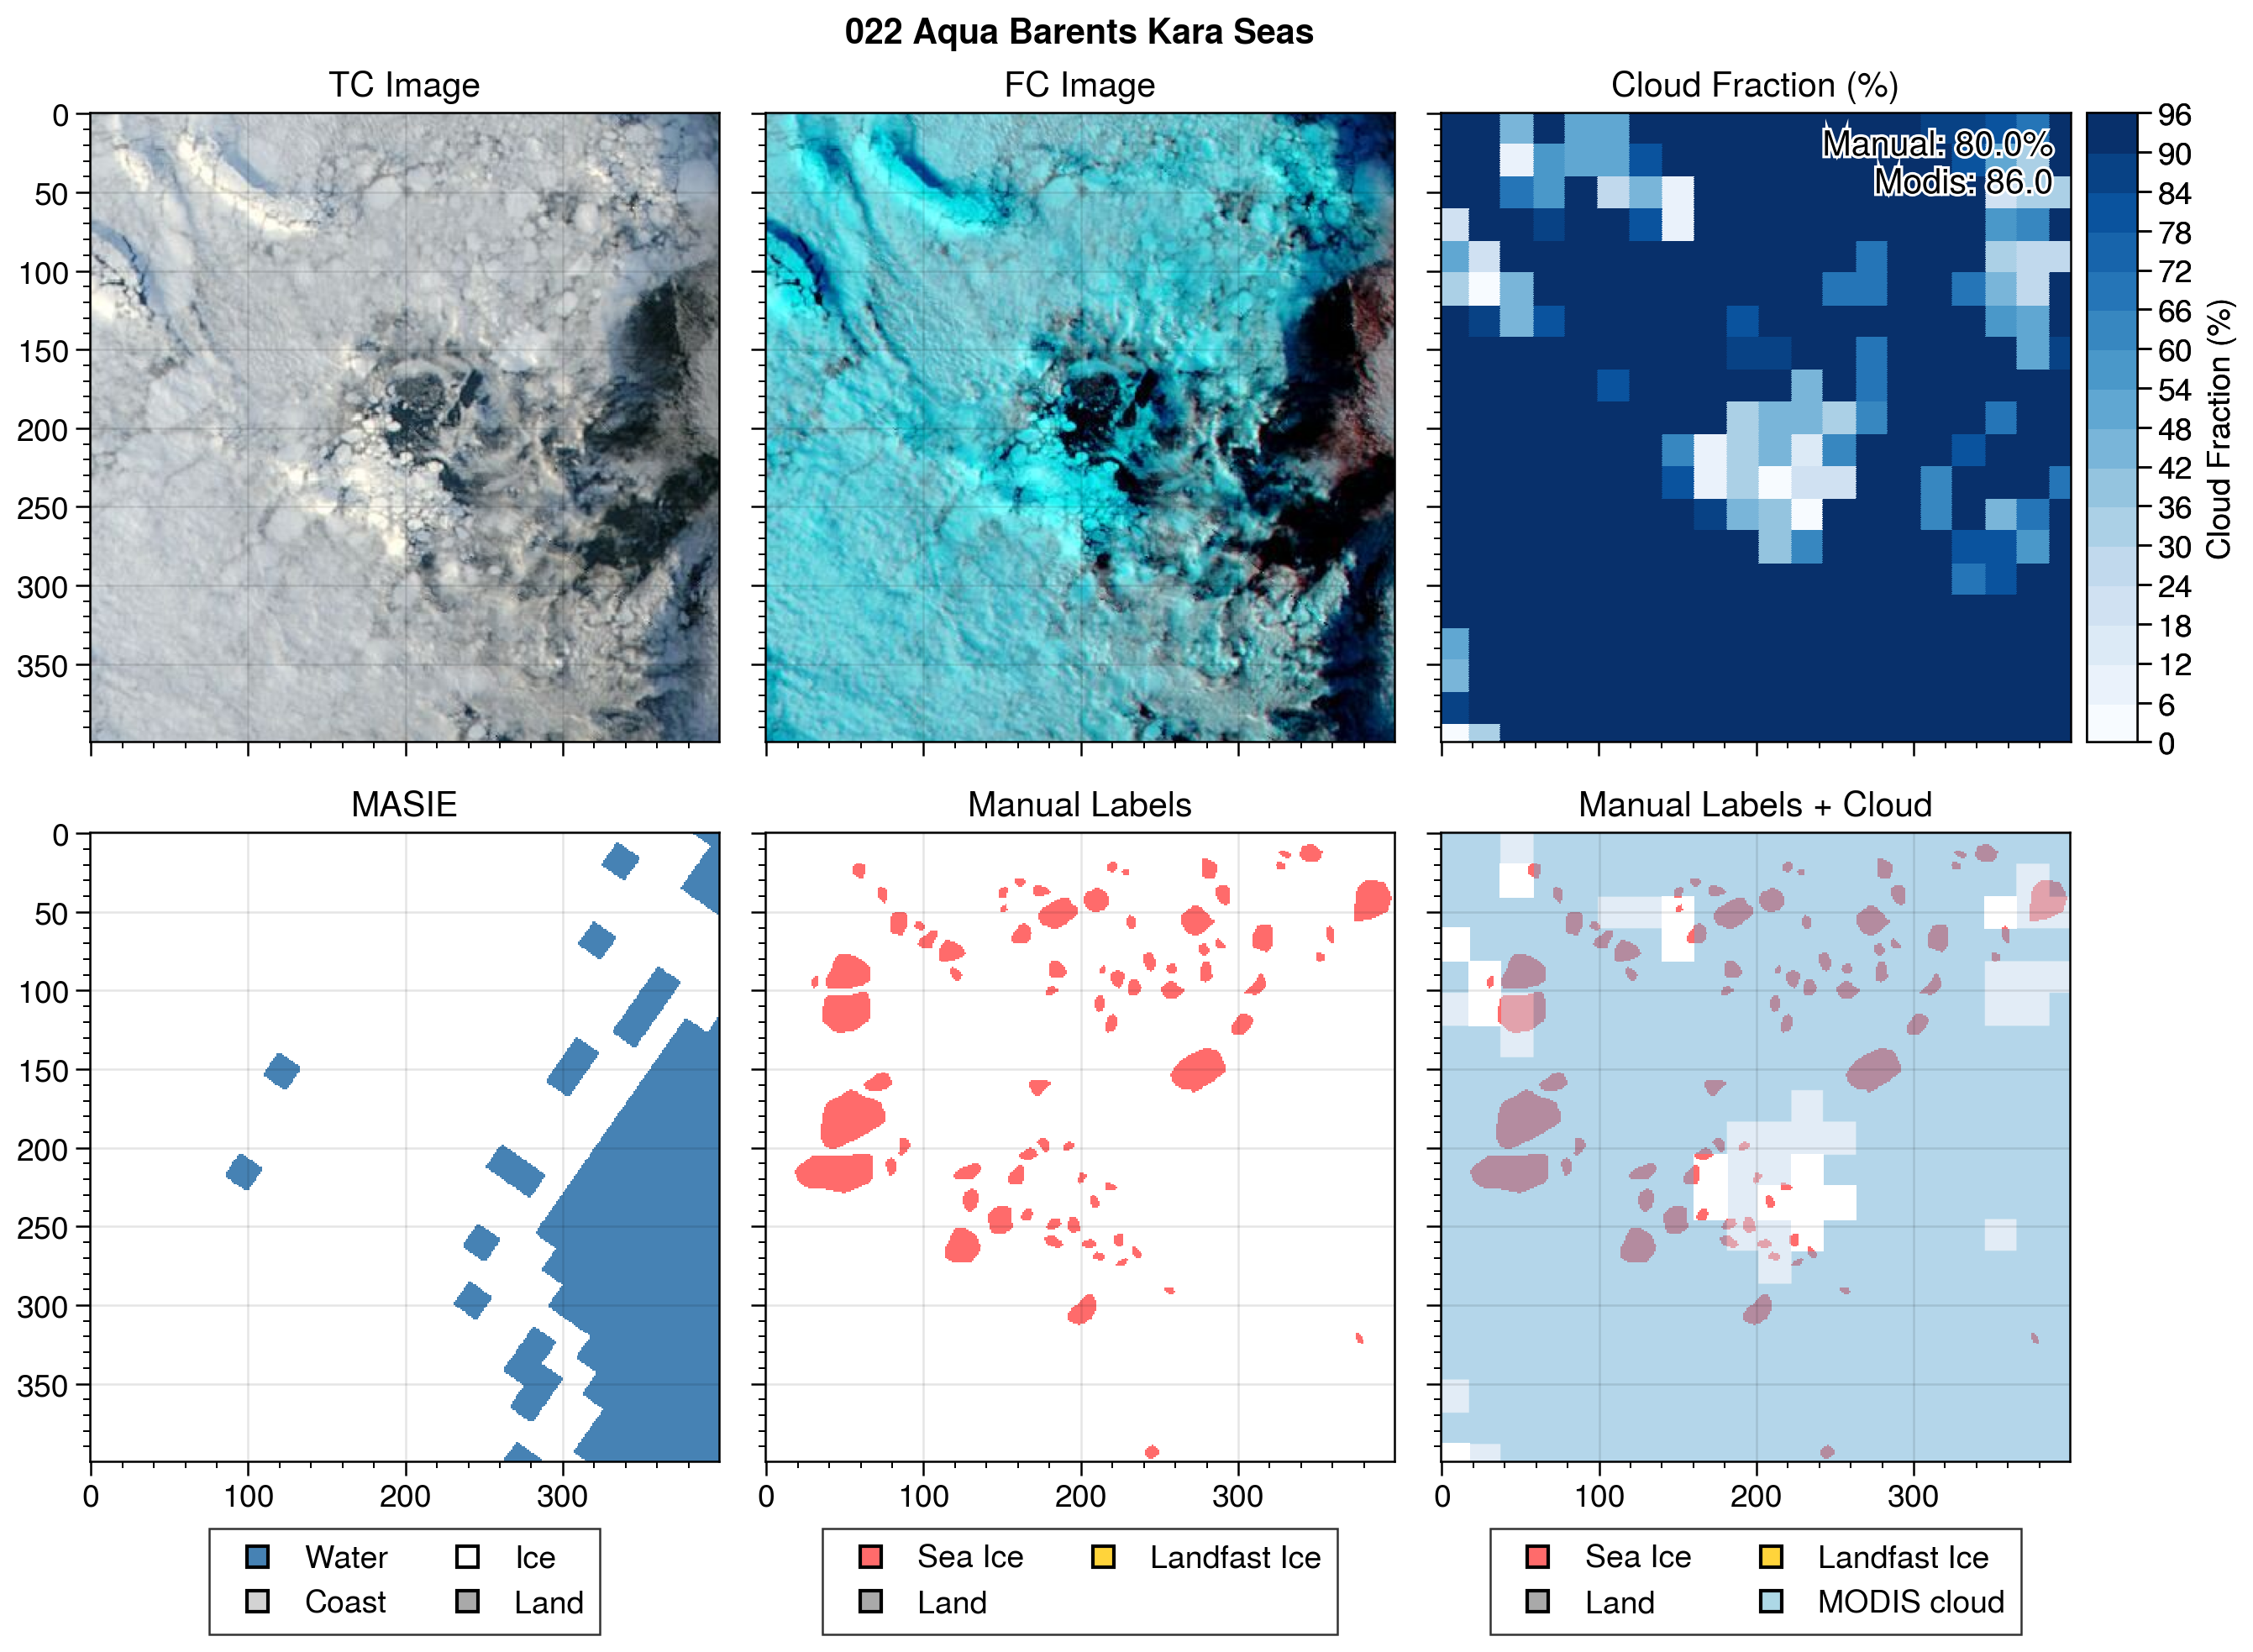 022 Aqua Barents Kara Seas
TC Image
FC Image
Cloud Fraction (%)
0
50
100
150
200
250
300
350
Manual: 80.0%
Modis: 86.0
96
90
84
78
72
66
60
54
48
42
36
30
24
18
12
6
0
Cloud Fraction (%)
MASIE
Manual Labels
Manual Labels + Cloud
0
50
100
150
200
250
300
350
0 100 200 300
0 100 200 300
0 100 200 300
Water Ice
Coast Land
Sea Ice Landfast Ice
Land
Sea Ice Landfast Ice
Land MODIS cloud